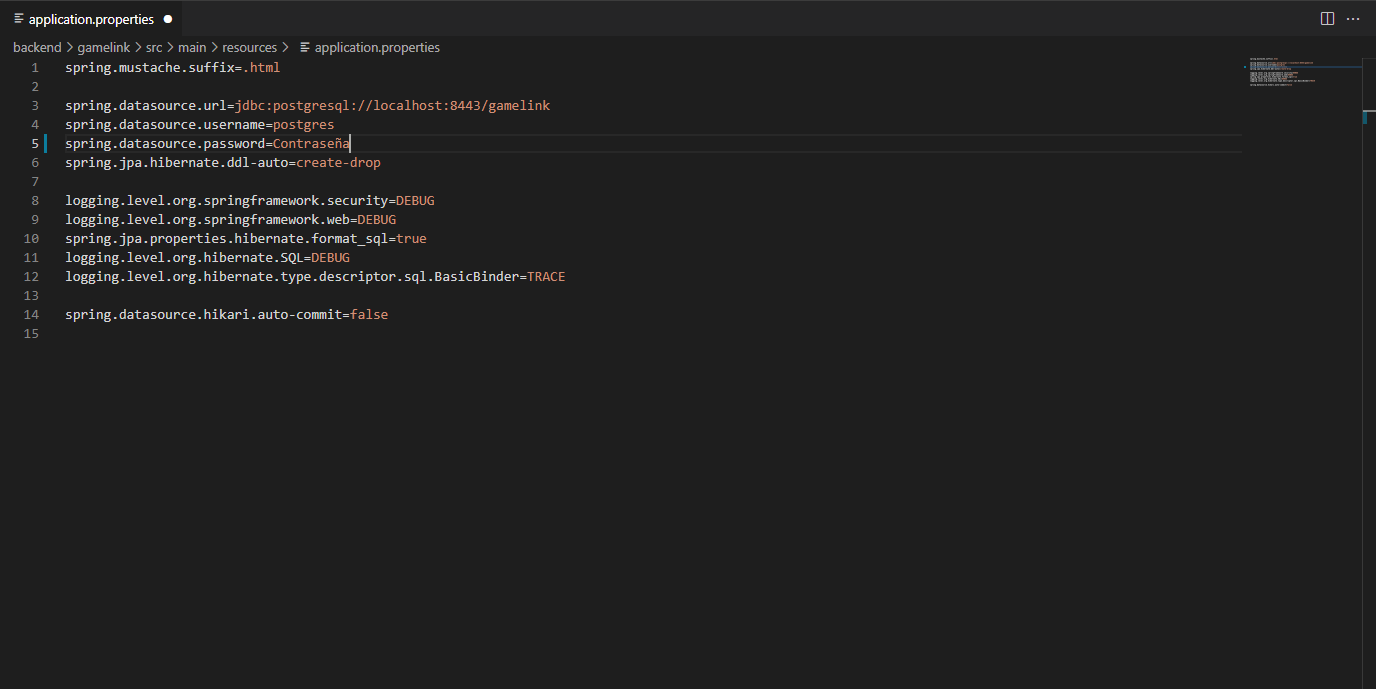 application.properties
backend > gamelink > src > main > resources > application.properties
1 spring.mustache.suffix=.html
2
3 spring.datasource.url=jdbc:postgresql://localhost:8443/gamelink
4 spring.datasource.username=postgres
5 spring.datasource.password=Contraseña
6 spring.jpa.hibernate.ddl-auto=create-drop
7
8 logging.level.org.springframework.security=DEBUG
9 logging.level.org.springframework.web=DEBUG
10 spring.jpa.properties.hibernate.format_sql=true
11 logging.level.org.hibernate.SQL=DEBUG
12 logging.level.org.hibernate.type.descriptor.sql.BasicBinder=TRACE
13
14 spring.datasource.hikari.auto-commit=false
15